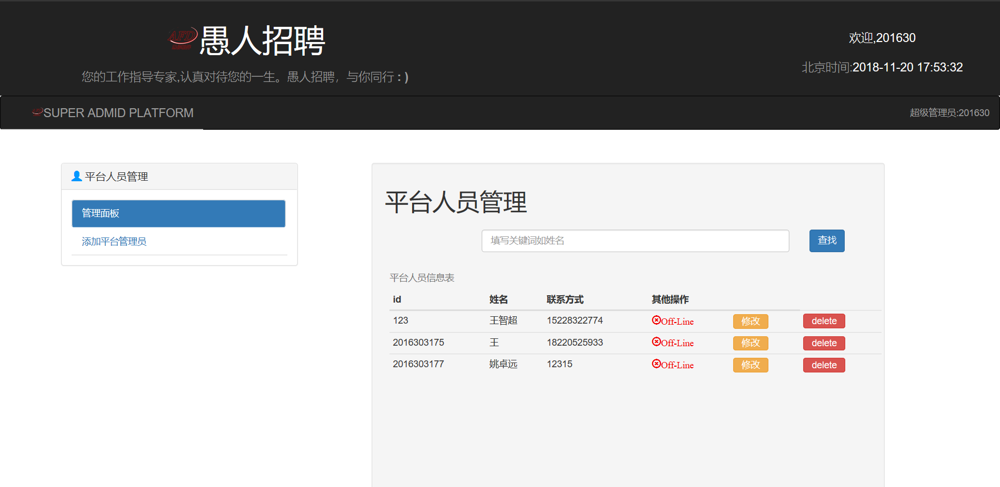 愚人招聘
您的工作指导专家,认真对待您的一生。愚人招聘，与你同行 : )
欢迎,201630
北京时间:2018-11-20 17:53:32
SUPER ADMID PLATFORM
超级管理员:201630
平台人员管理
管理面板
添加平台管理员
平台人员管理
填写关键词如姓名
查找
平台人员信息表
id 姓名 联系方式 其他操作
123 王智超 15228322774 Off-Line 修改 delete
2016303175 王 18220525933 Off-Line 修改 delete
2016303177 姚卓远 12315 Off-Line 修改 delete